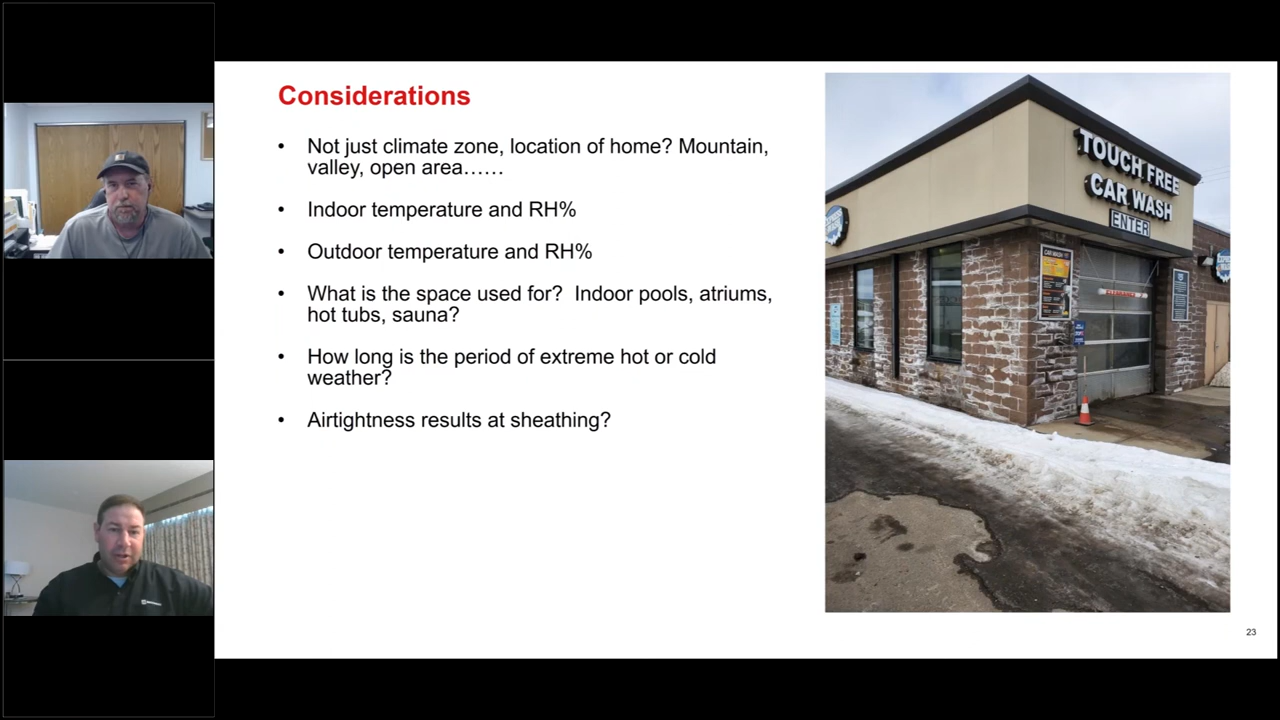 Considerations
• Not just climate zone, location of home? Mountain,
valley, open area……
• Indoor temperature and RH%
• Outdoor temperature and RH%
• What is the space used for?  Indoor pools, atriums,
hot tubs, sauna?
• How long is the period of extreme hot or cold
weather?
• Airtightness results at sheathing?
TOUCH FREE
CAR WASH
ENTER
CLEARANCE
23